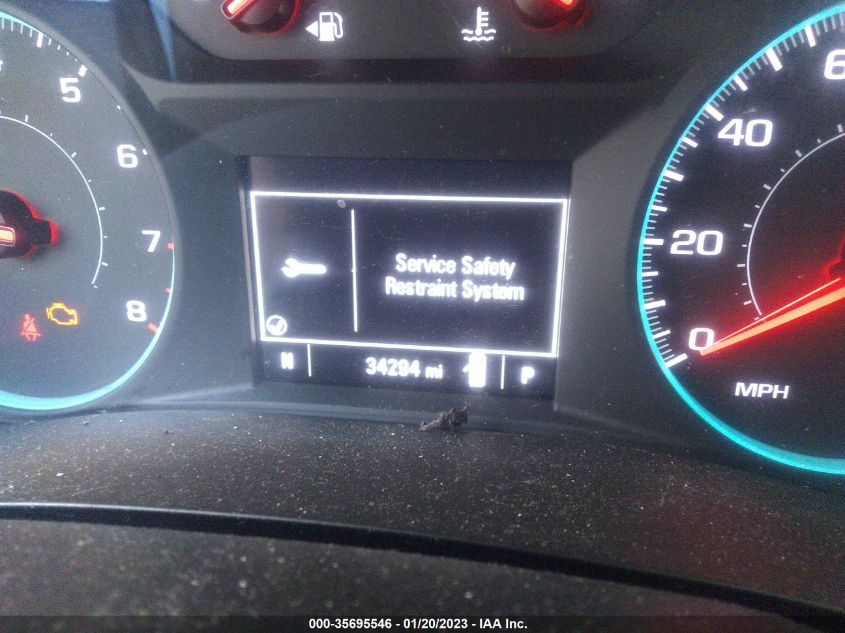 5
6
7
8
Service Safety
Restraint System
N 34294 mi P
6
40
20
0
MPH
000-35695546 - 01/20/2023 - IAA Inc.